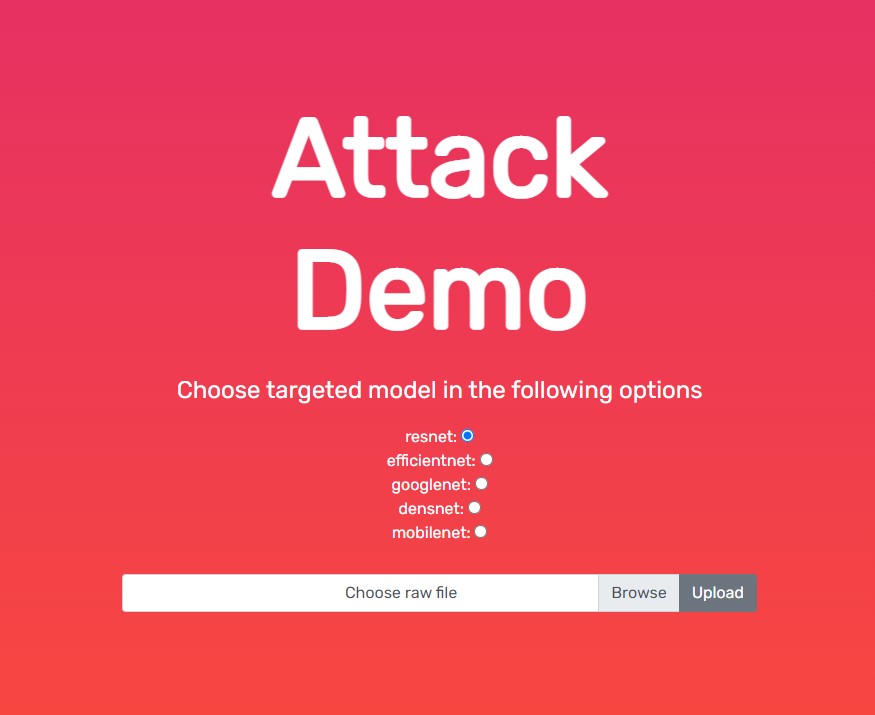 Attack
Demo
Choose targeted model in the following options
resnet:
efficientnet:
googlenet:
densnet:
mobilenet:
Choose raw file Browse Upload